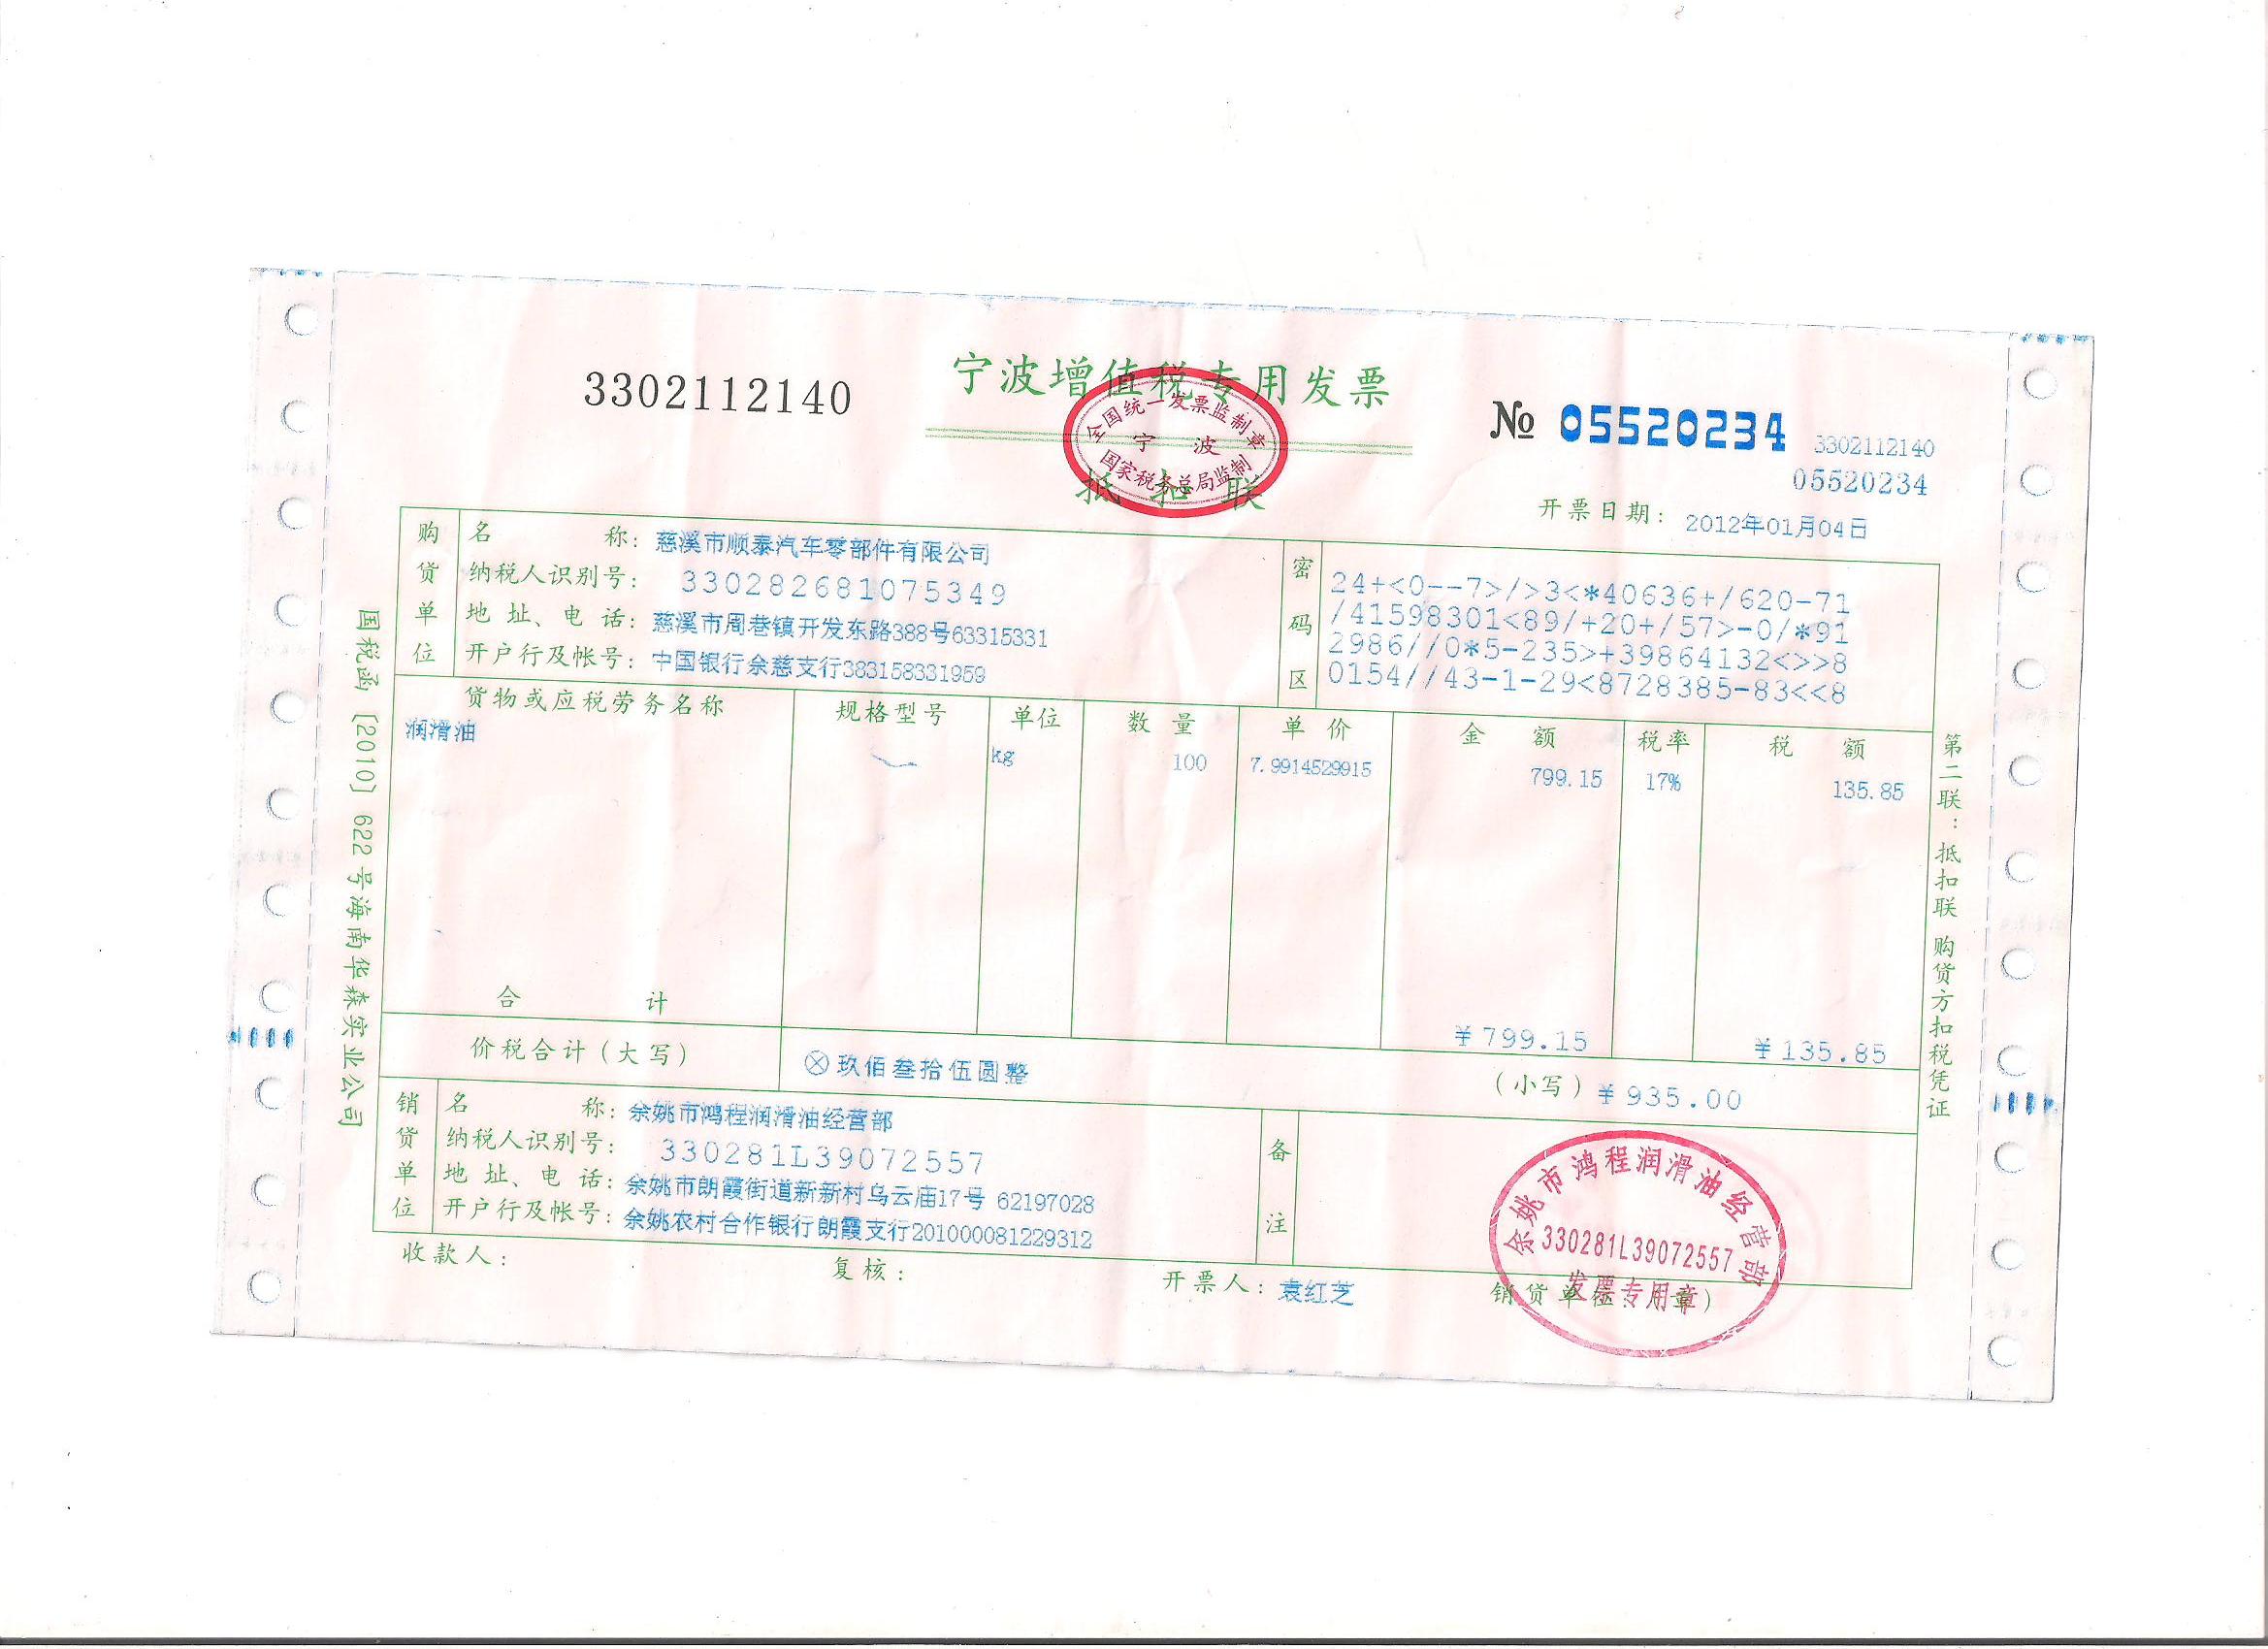 3302112140
宁波增值税专用发票
全国统一发票监制章
宁 波
国家税务总局监制
抵扣联
№ 05520234
3302112140
05520234
开票日期: 2012年01月04日
购货单位
名 称: 慈溪市顺泰汽车零部件有限公司
纳税人识别号: 330282681075349
地 址、电 话: 慈溪市周巷镇开发东路388号63315331
开户行及帐号: 中国银行余慈支行383158331959
密码区
24+<0--7>/>3<*40636+/620-71
/41598301<89/+20+/57>-0/*91
2986//0*5-235>+39864132<>>8
0154//43-1-29<8728385-83<<8
货物或应税劳务名称 规格型号 单位 数 量 单 价 金 额 税率 税 额
润滑油 kg 100 7.9914529915 799.15 17% 135.85
合 计 ¥799.15 ¥135.85
价税合计(大写) ⊗玖佰叁拾伍圆整 (小写)¥935.00
销货单位
名 称: 余姚市鸿程润滑油经营部
纳税人识别号: 330281L39072557
地 址、电 话: 余姚市朗霞街道新新村乌云庙17号 62197028
开户行及帐号: 余姚农村合作银行朗霞支行201000081229312
备注
余姚市鸿程润滑油经营部
330281L39072557
发票专用章
收款人: 复核: 开票人: 袁红芝 销货单位:(章)
国税函〔2010〕622号海南华森实业公司
第二联:抵扣联 购货方扣税凭证